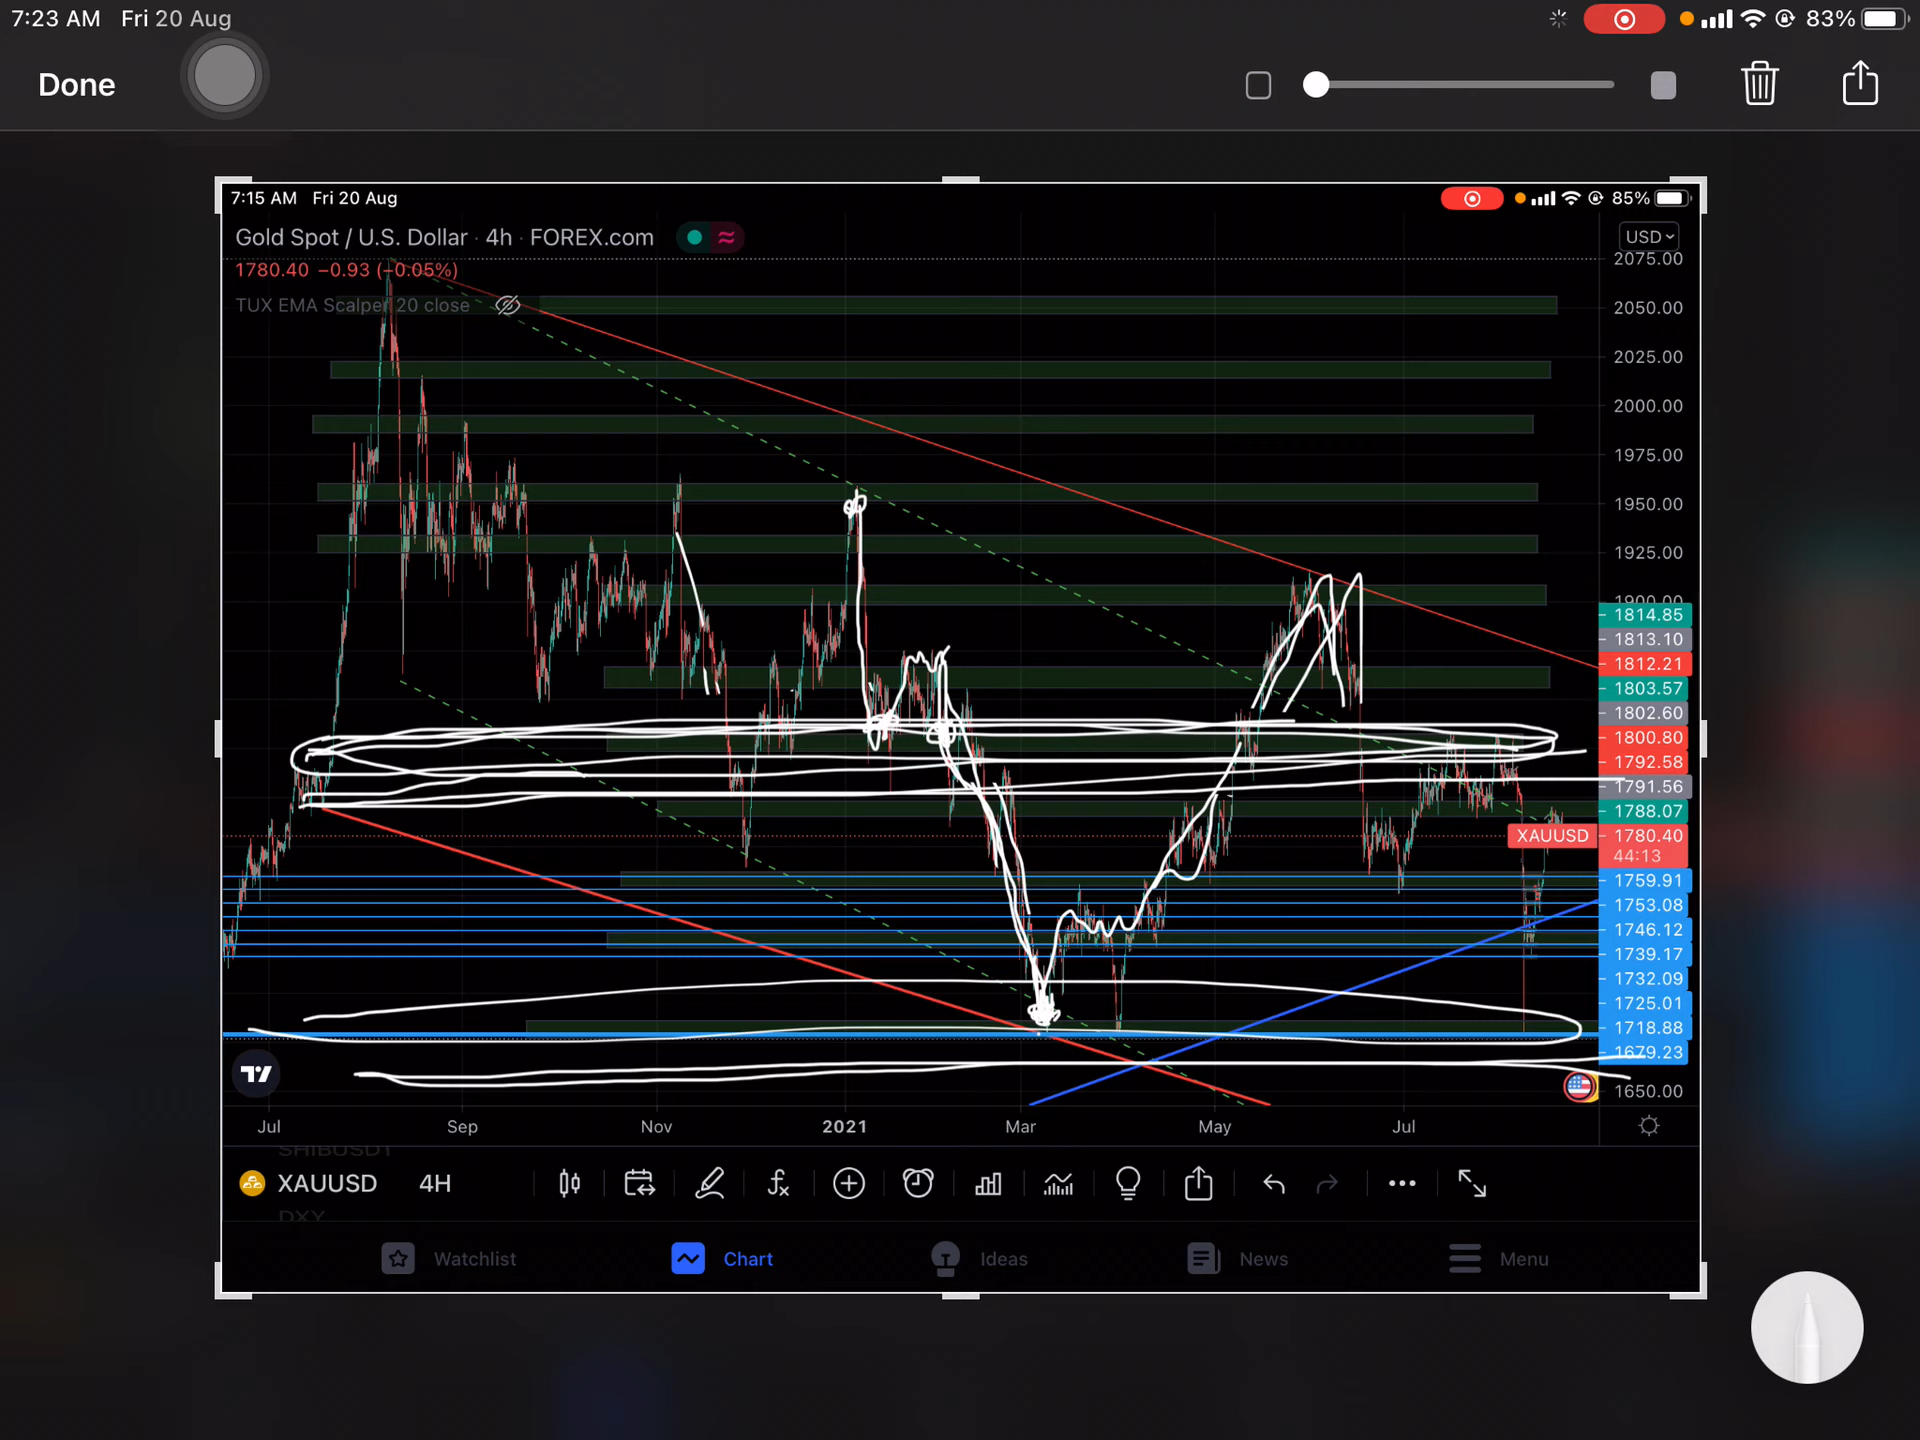 7:23 AM Fri 20 Aug 83%
Done
7:15 AM Fri 20 Aug 85%
Gold Spot / U.S. Dollar · 4h · FOREX.com USD
1780.40 −0.93 (−0.05%)
TUX EMA Scalper 20 close
2075.00
2050.00
2025.00
2000.00
1975.00
1950.00
1925.00
1900.00
1814.85
1813.10
1812.21
1803.57
1802.60
1800.80
1792.58
1791.56
1788.07
XAUUSD 1780.40
44:13
1759.91
1753.08
1746.12
1739.17
1732.09
1725.01
1718.88
1679.23
1650.00
Jul Sep Nov 2021 Mar May Jul
SHIBUSDT
XAUUSD 4H
DXY
Watchlist Chart Ideas News Menu